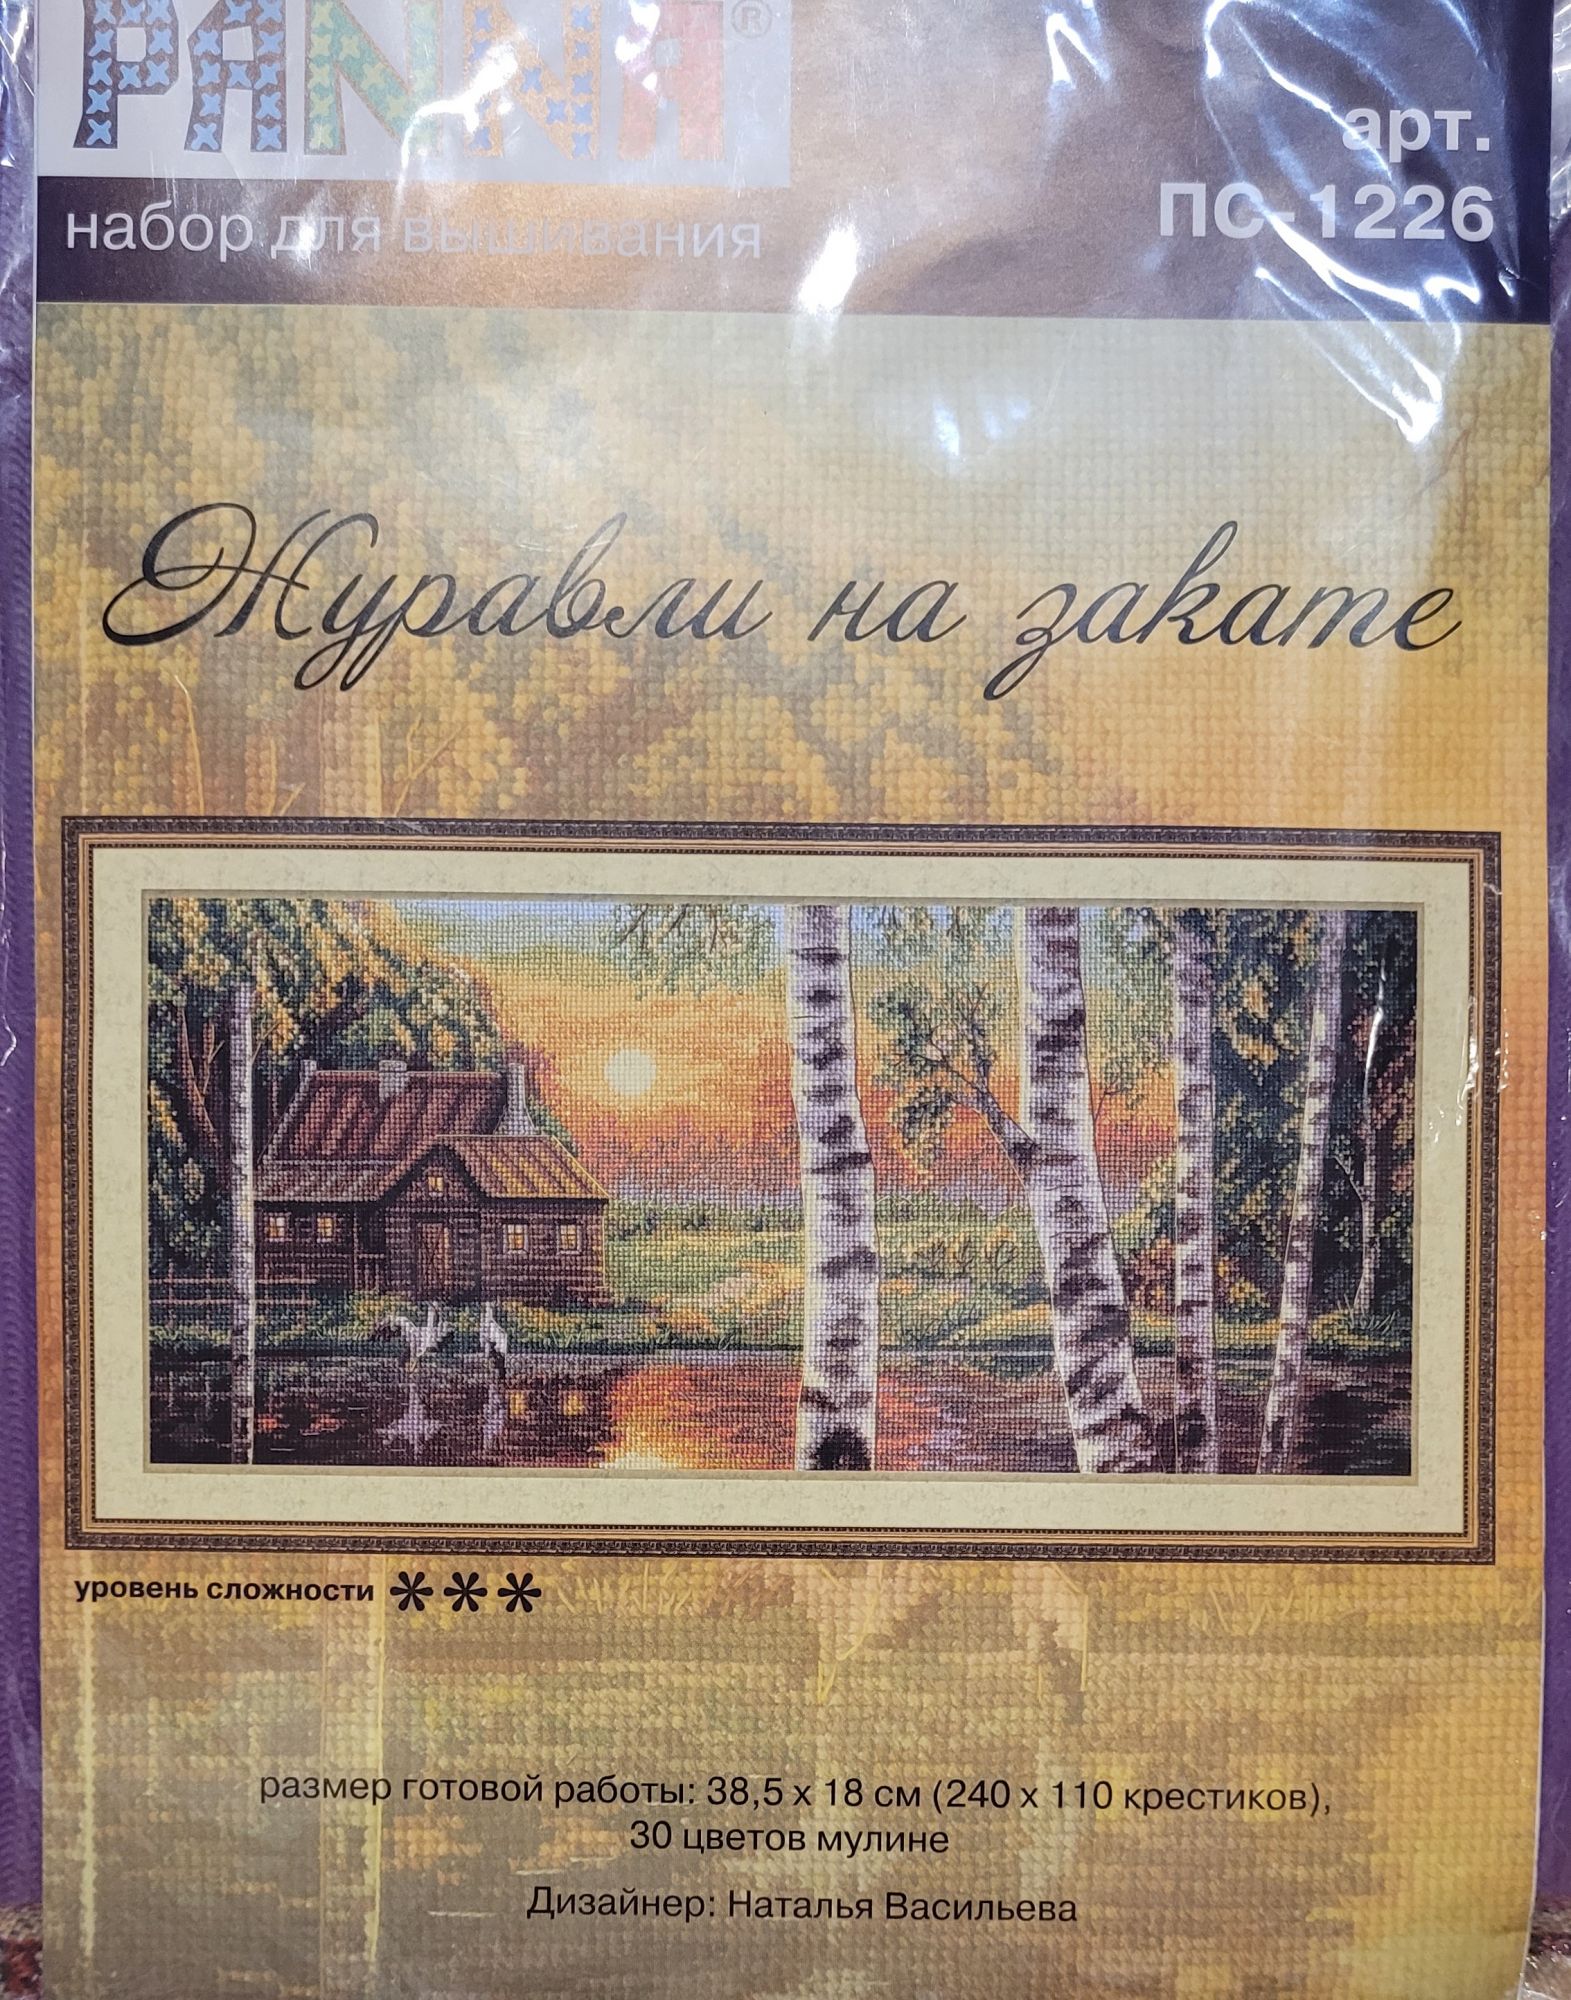 PANNA®
набор для вышивания
арт.
ПС-1226
Журавли на закате
уровень сложности ***
размер готовой работы: 38,5 х 18 см (240 х 110 крестиков),
30 цветов мулине
Дизайнер: Наталья Васильева